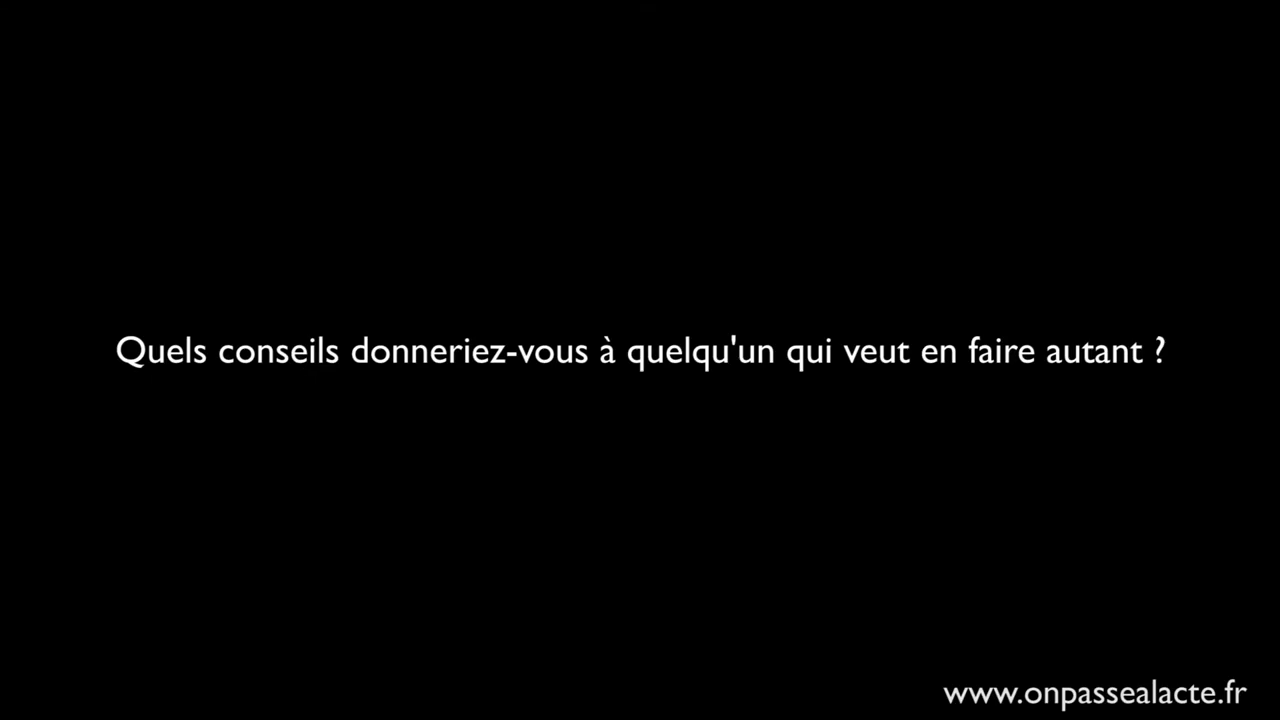 Quels conseils donneriez-vous à quelqu'un qui veut en faire autant ?
www.onpassealacte.fr